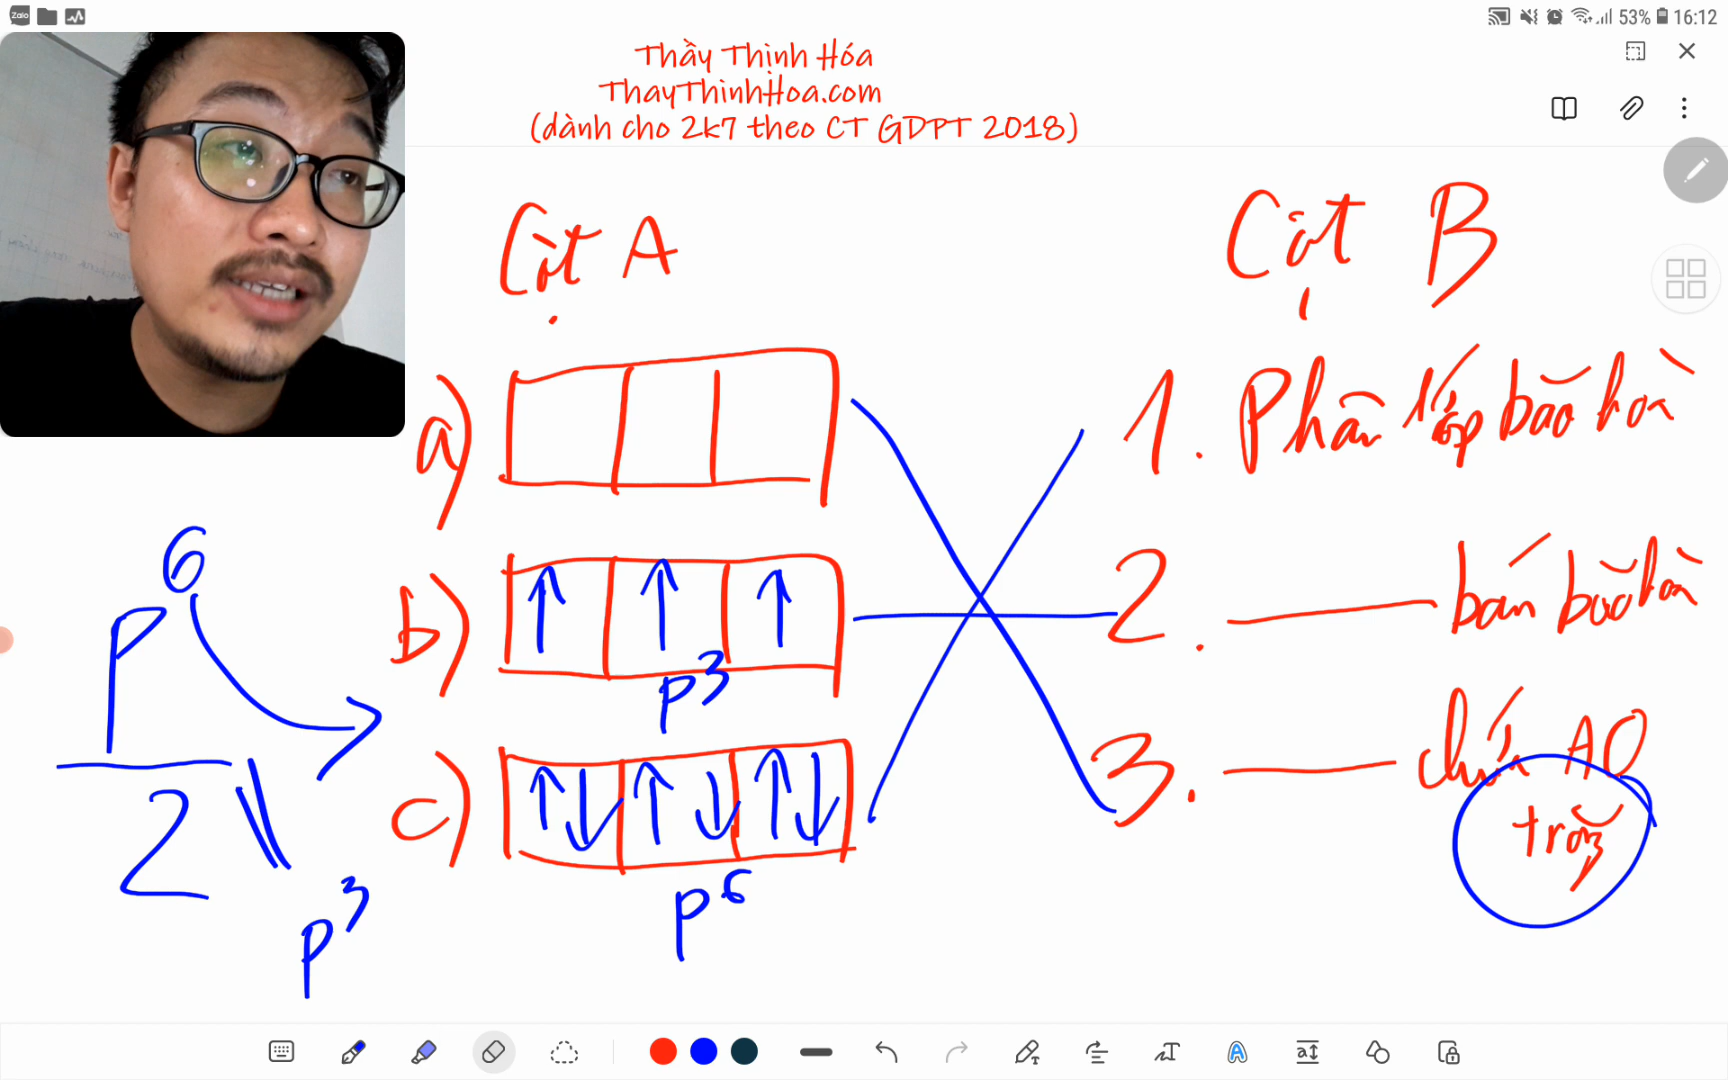 Zalo
53% 16:12
Thầy Thịnh Hóa
ThayThinhHoa.com
(dành cho 2k7 theo CT GDPT 2018)
Cột A
Cột B
a)
1. Phân lớp bão hòa
b)
p3
2. bán bão hòa
c)
p6
3. chứa AO
trống
p6
2
p3